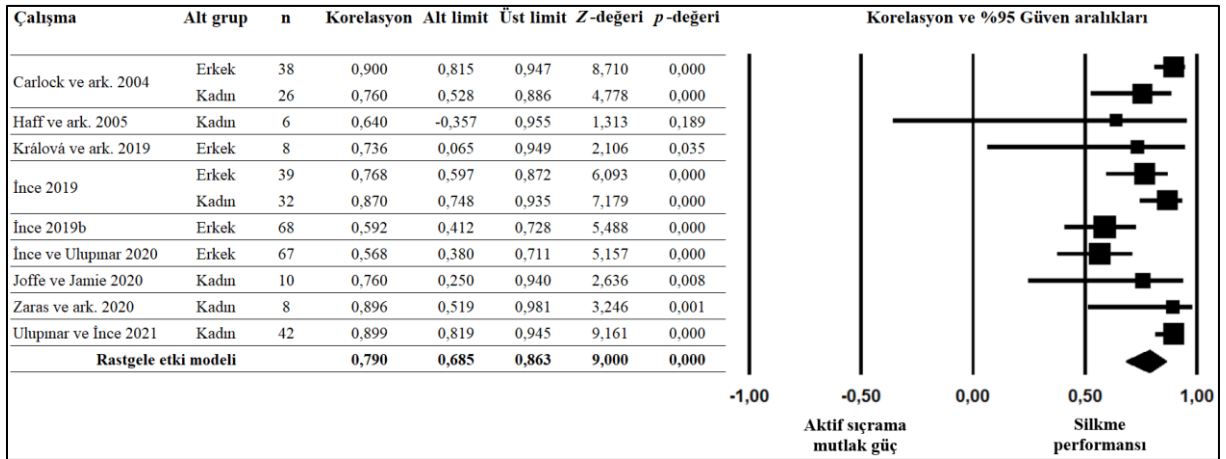 Çalışma Alt grup n Korelasyon Alt limit Üst limit Z-değeri p-değeri Korelasyon ve %95 Güven aralıkları
Carlock ve ark. 2004 Erkek 38 0,900 0,815 0,947 8,710 0,000
Kadın 26 0,760 0,528 0,886 4,778 0,000
Haff ve ark. 2005 Kadın 6 0,640 -0,357 0,955 1,313 0,189
Králová ve ark. 2019 Erkek 8 0,736 0,065 0,949 2,106 0,035
İnce 2019 Erkek 39 0,768 0,597 0,872 6,093 0,000
Kadın 32 0,870 0,748 0,935 7,179 0,000
İnce 2019b Erkek 68 0,592 0,412 0,728 5,488 0,000
İnce ve Ulupınar 2020 Erkek 67 0,568 0,380 0,711 5,157 0,000
Joffe ve Jamie 2020 Kadın 10 0,760 0,250 0,940 2,636 0,008
Zaras ve ark. 2020 Kadın 8 0,896 0,519 0,981 3,246 0,001
Ulupınar ve İnce 2021 Kadın 42 0,899 0,819 0,945 9,161 0,000
Rastgele etki modeli 0,790 0,685 0,863 9,000 0,000
-1,00 -0,50 0,00 0,50 1,00
Aktif sıçrama Silkme
mutlak güç performansı